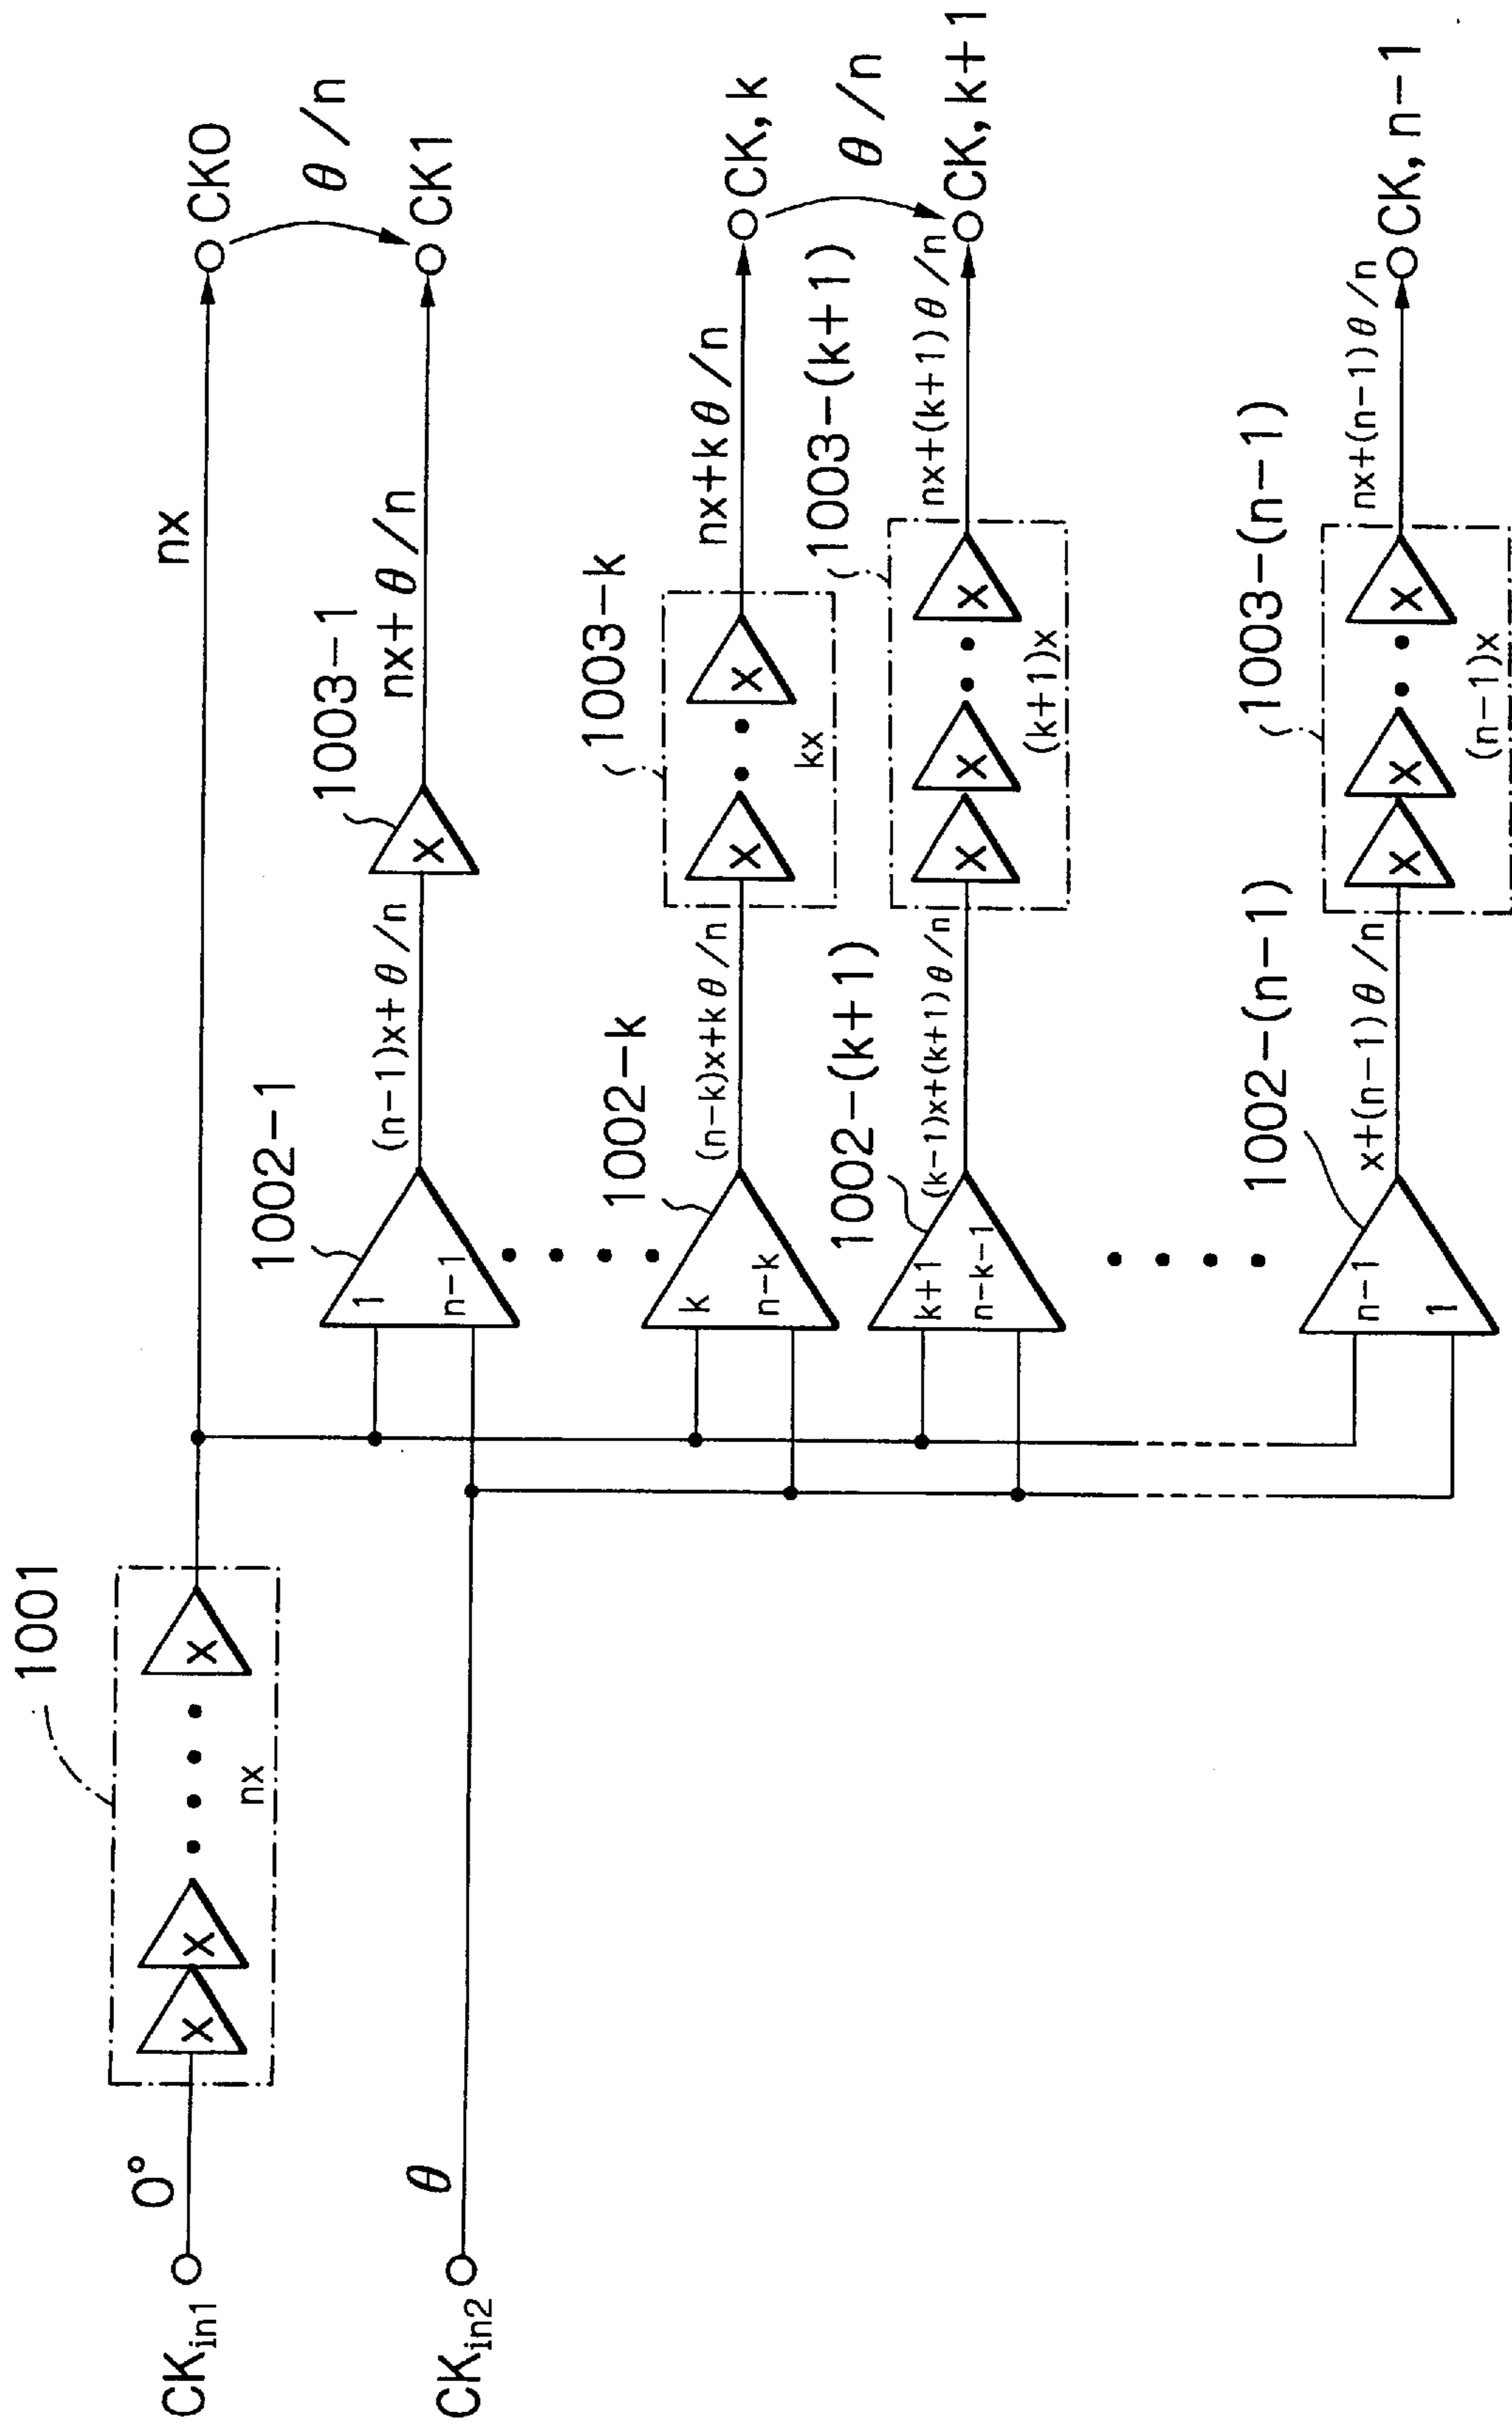 CKin1
0°
1001
x
x
x
nx
nx
CK0
θ/n
CKin2
θ
1002-1
1
n-1
(n-1)x+θ/n
1003-1
x
nx+θ/n
CK1
1002-k
k
n-k
(n-k)x+kθ/n
1003-k
x
x
kx
nx+kθ/n
CK,k
θ/n
1002-(k+1)
k+1
n-k-1
(k-1)x+(k+1)θ/n
1003-(k+1)
x
x
x
(k+1)x
nx+(k+1)θ/n
CK,k+1
1002-(n-1)
n-1
1
x+(n-1)θ/n
1003-(n-1)
x
x
x
(n-1)x
nx+(n-1)θ/n
CK,n-1